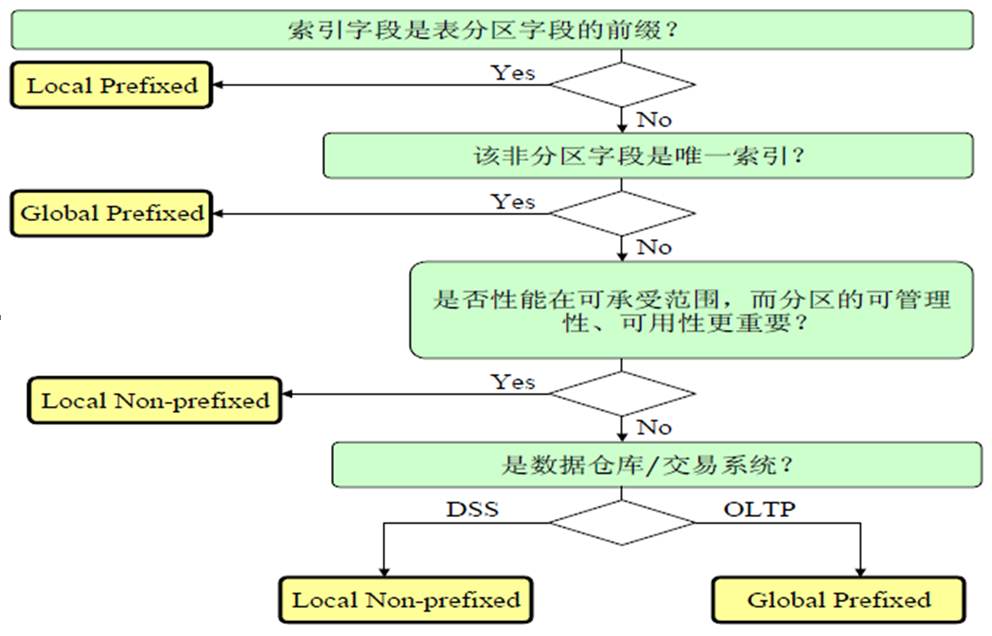 索引字段是表分区字段的前缀？
Yes
Local Prefixed
No
该非分区字段是唯一索引？
Yes
Global Prefixed
No
是否性能在可承受范围，而分区的可管理
性、可用性更重要？
Yes
Local Non-prefixed
No
是数据仓库/交易系统？
DSS
OLTP
Local Non-prefixed
Global Prefixed